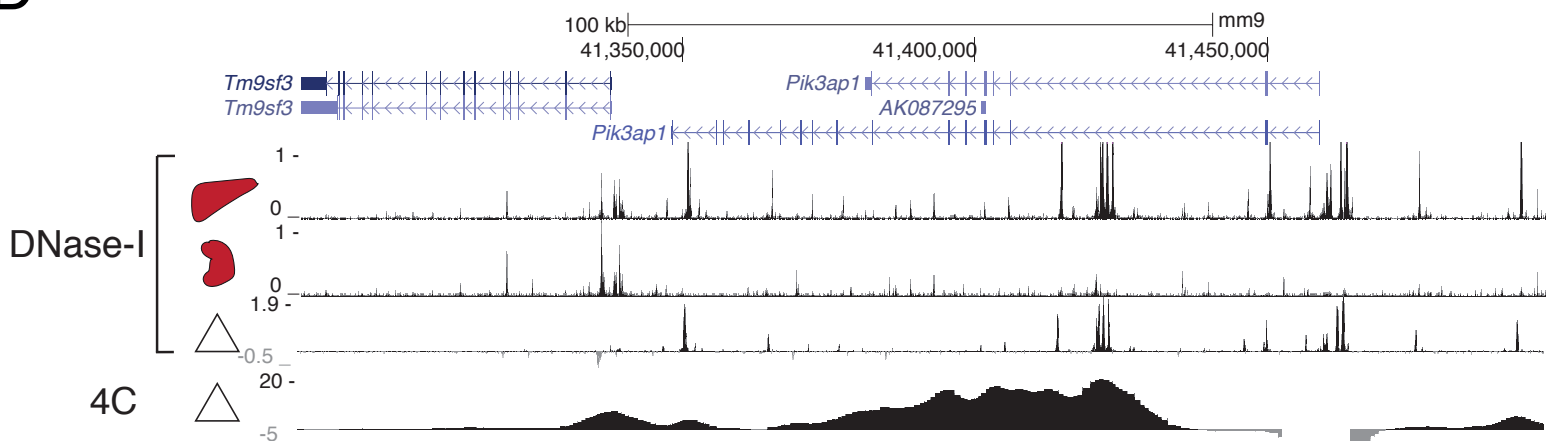 D
100 kb mm9
41,350,000 41,400,000 41,450,000
Tm9sf3 Pik3ap1
Tm9sf3 AK087295
Pik3ap1
1 -
0 _
1 -
DNase-I
0 _
1.9 -
-0.5 _
20 -
4C
-5